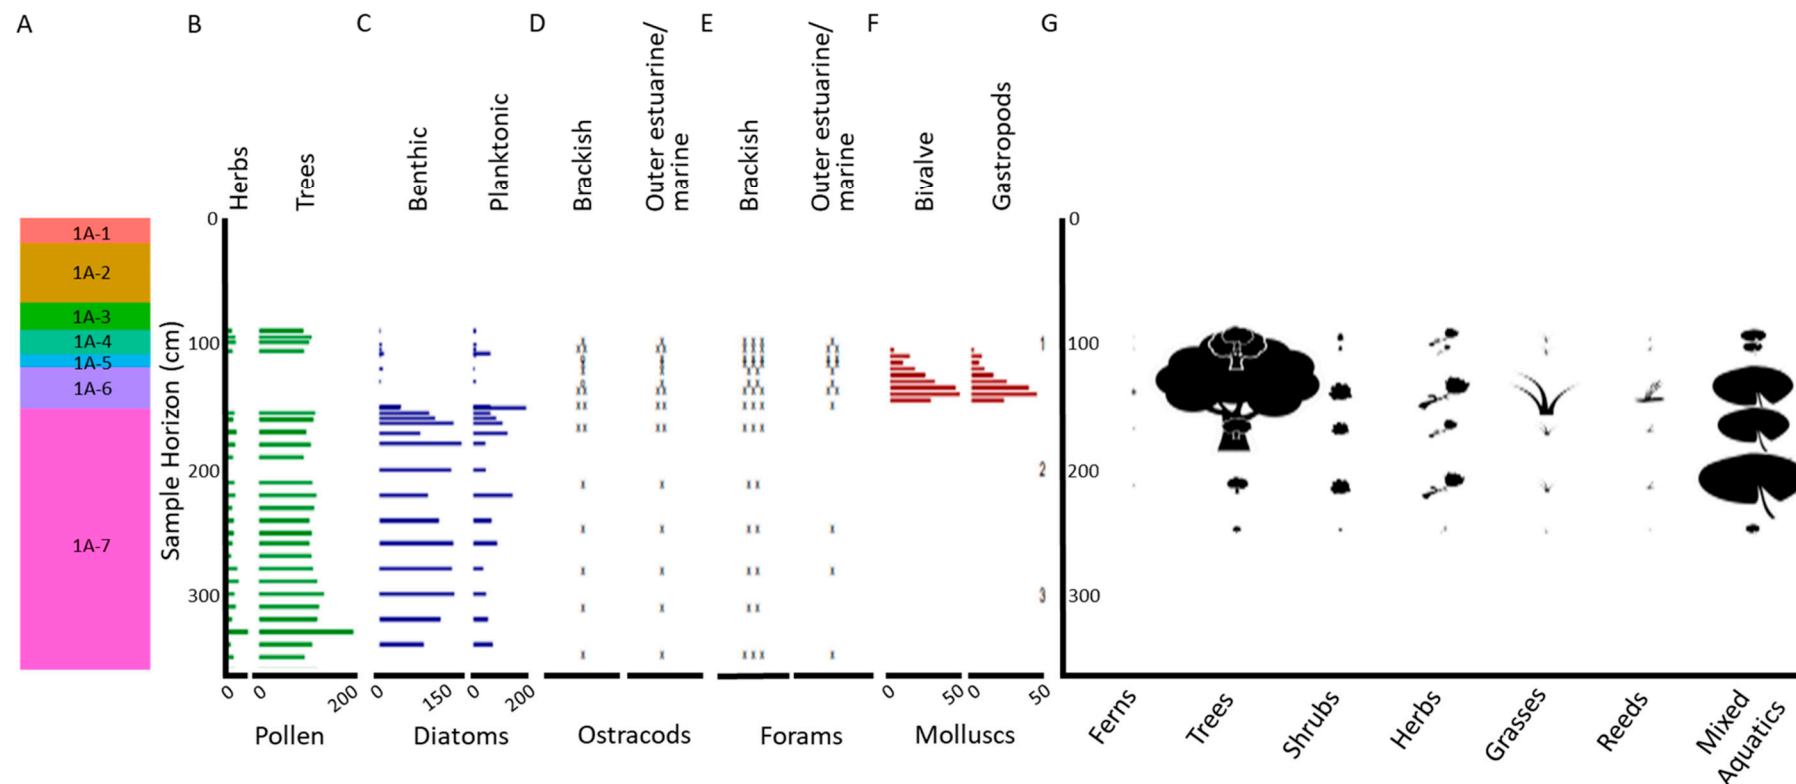 A B C D E F G
Herbs
Trees
Benthic
Planktonic
Brackish
Outer estuarine/
marine
Brackish
Outer estuarine/
marine
Bivalve
Gastropods
0 0
1A-1
1A-2
1A-3
1A-4
1A-5
1A-6
1A-7
Sample Horizon (cm)
100 1 100
200 2 200
300 3 300
0 0 200 0 150 0 200 0 50 0 50
Pollen Diatoms Ostracods Forams Molluscs
Ferns
Trees
Shrubs
Herbs
Grasses
Reeds
Mixed
Aquatics